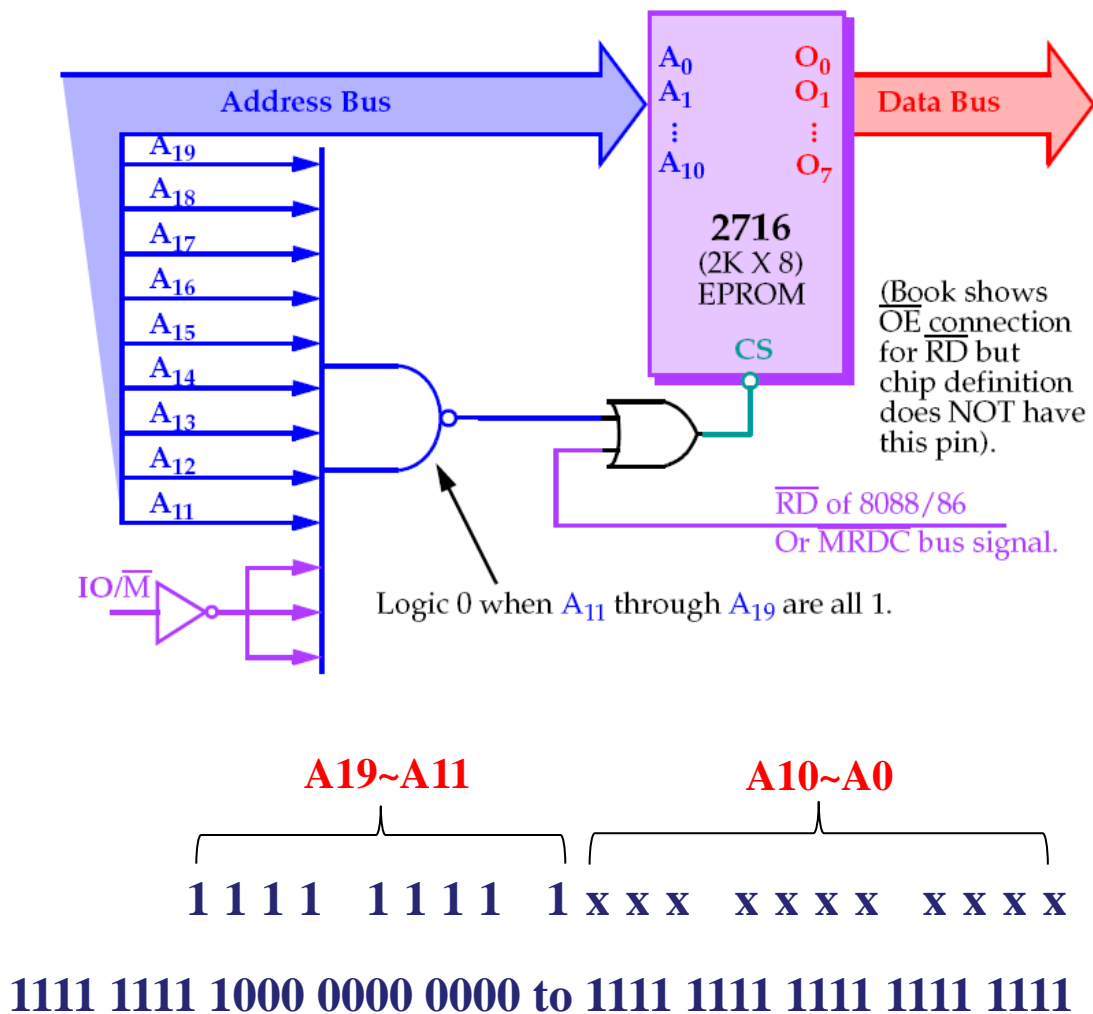 Address Bus
A₀ O₀
A₁ O₁
⋮ ⋮
A₁₀ O₇
Data Bus
2716
(2K X 8)
EPROM
CS
A₁₉
A₁₈
A₁₇
A₁₆
A₁₅
A₁₄
A₁₃
A₁₂
A₁₁
IO/M̅
(Book shows
O̅E̅ connection
for R̅D̅ but
chip definition
does NOT have
this pin).
R̅D̅ of 8088/86
Or M̅R̅D̅C̅ bus signal.
Logic 0 when A₁₁ through A₁₉ are all 1.
A19~A11 A10~A0
1 1 1 1 1 1 1 1 1 x x x x x x x x x x x
1111 1111 1000 0000 0000 to 1111 1111 1111 1111 1111